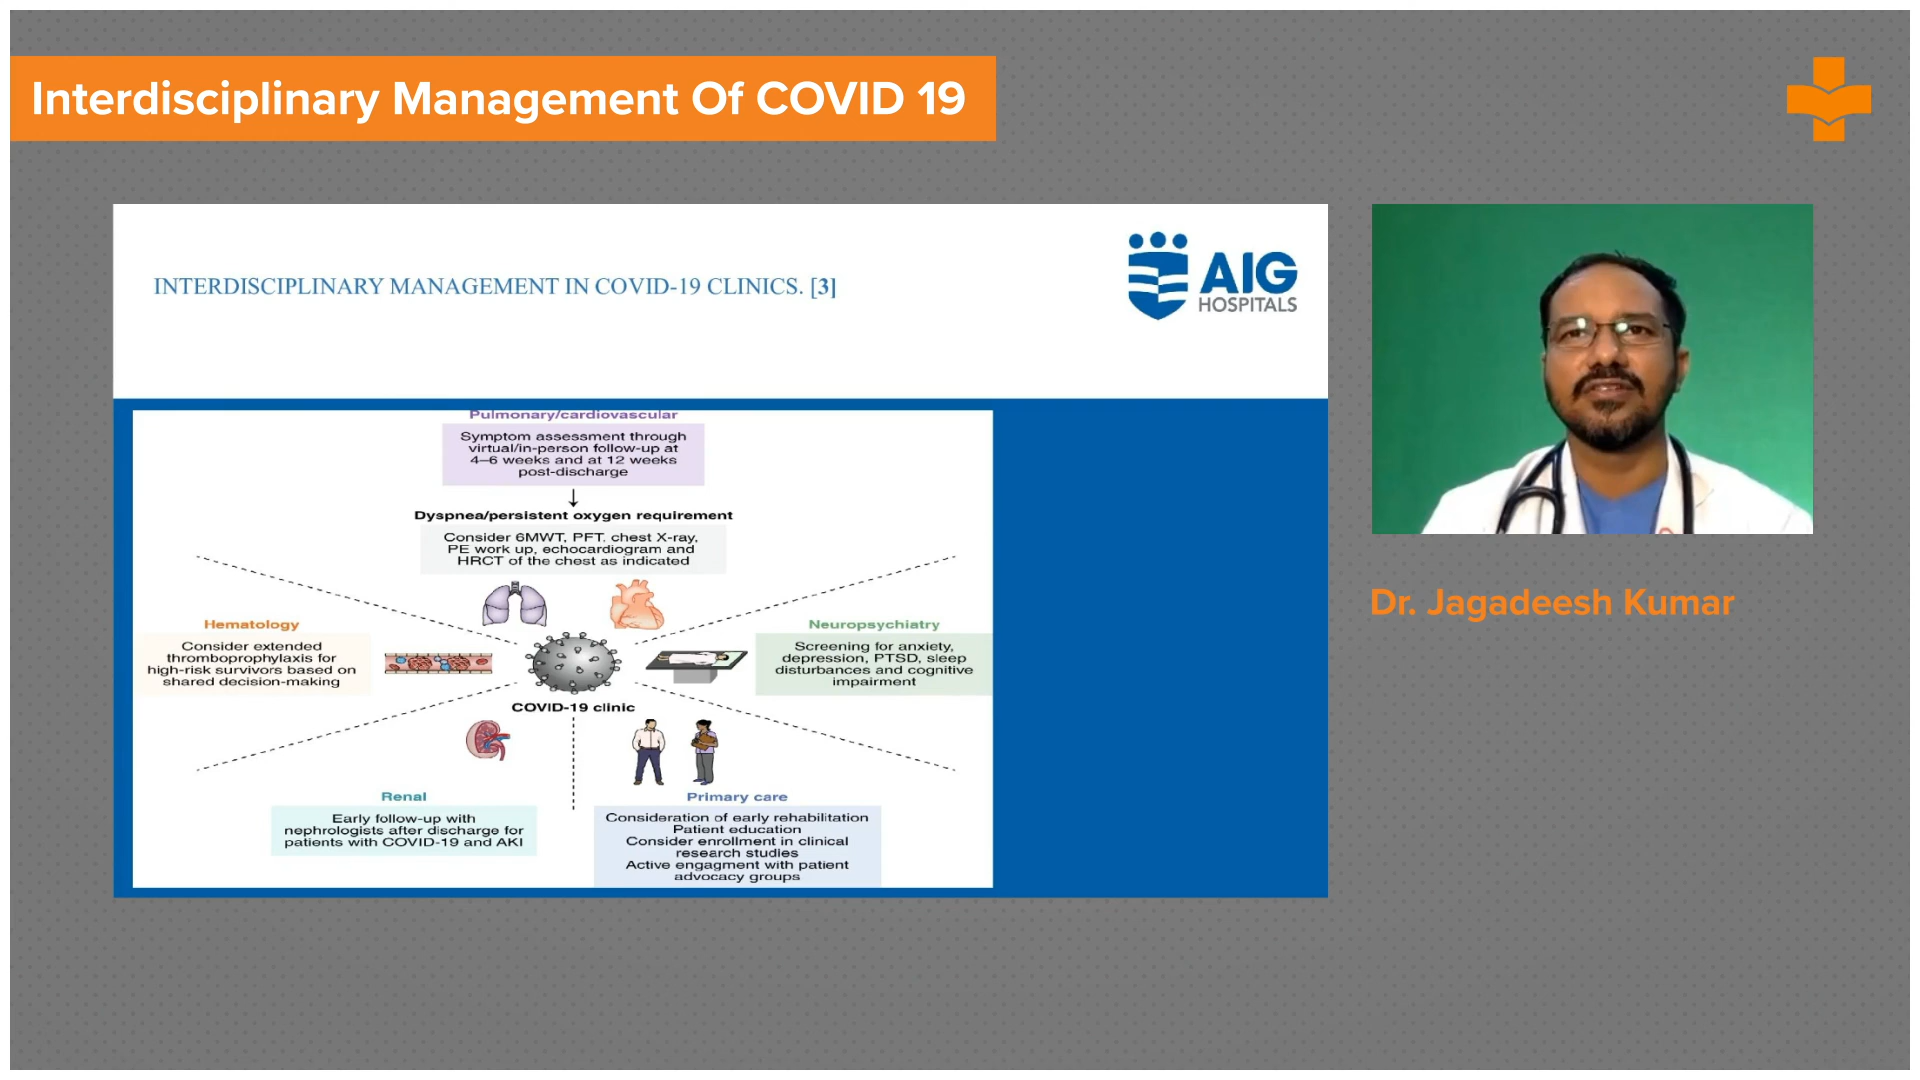 Interdisciplinary Management Of COVID 19
INTERDISCIPLINARY MANAGEMENT IN COVID-19 CLINICS. [3]
AIG
HOSPITALS
Pulmonary/cardiovascular
Symptom assessment through
virtual/in-person follow-up at
4–6 weeks and at 12 weeks
post-discharge
Dyspnea/persistent oxygen requirement
Consider 6MWT, PFT, chest X-ray,
PE work up, echocardiogram and
HRCT of the chest as indicated
Hematology
Consider extended
thromboprophylaxis for
high-risk survivors based on
shared decision-making
Neuropsychiatry
Screening for anxiety,
depression, PTSD, sleep
disturbances and cognitive
impairment
COVID-19 clinic
Renal
Early follow-up with
nephrologists after discharge for
patients with COVID-19 and AKI
Primary care
Consideration of early rehabilitation
Patient education
Consider enrollment in clinical
research studies
Active engagment with patient
advocacy groups
Dr. Jagadeesh Kumar